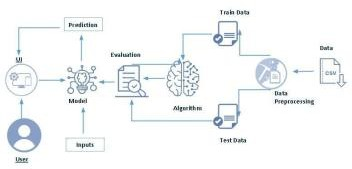 Train Data
Prediction
Evaluation
Data
UI
CSV
Model
Algorithm
Data
Preprocessing
User
Inputs
Test Data